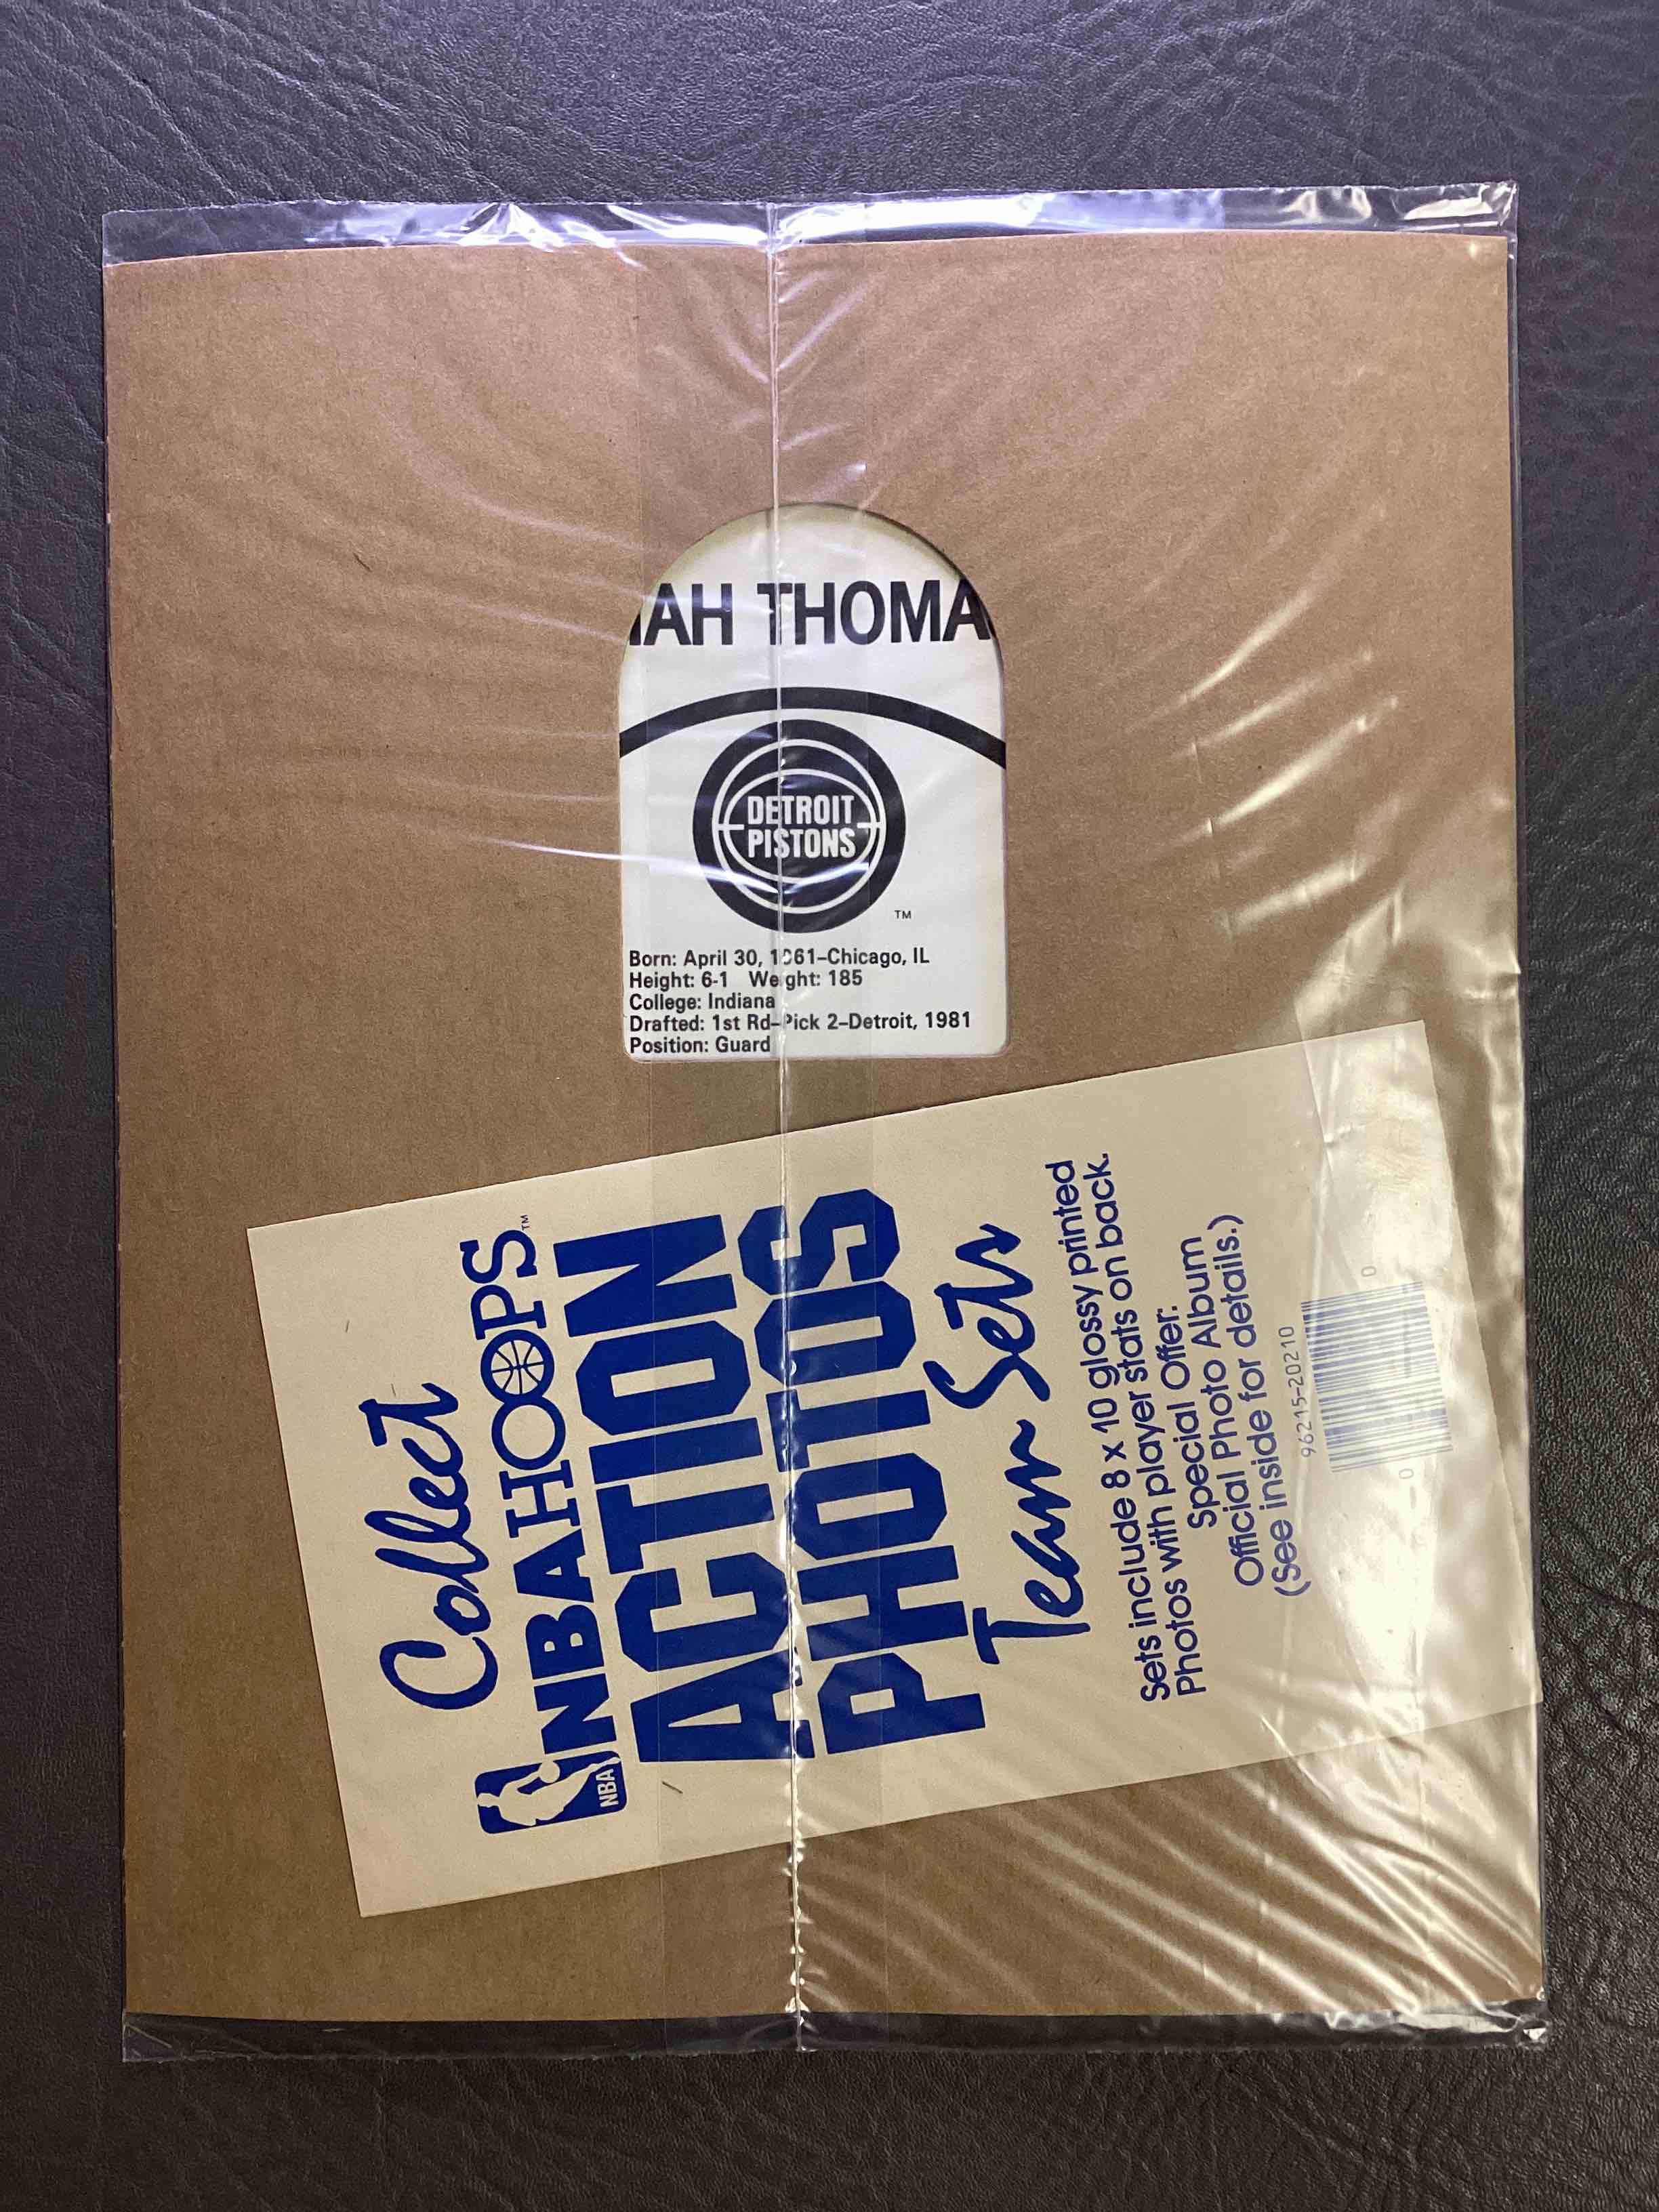 IAH THOMA
DETROIT
PISTONS
TM
Born: April 30, 1961–Chicago, IL
Height: 6-1 Weight: 185
College: Indiana
Drafted: 1st Rd–Pick 2–Detroit, 1981
Position: Guard
Collect
NBA NBA HOOPS TM
ACTION
PHOTOS
Team Sets
Sets include 8 x 10 glossy printed
Photos with player stats on back.
Special Offer:
Special Album
Official Photo Album
(See inside for details.)
96215-20210
0 0